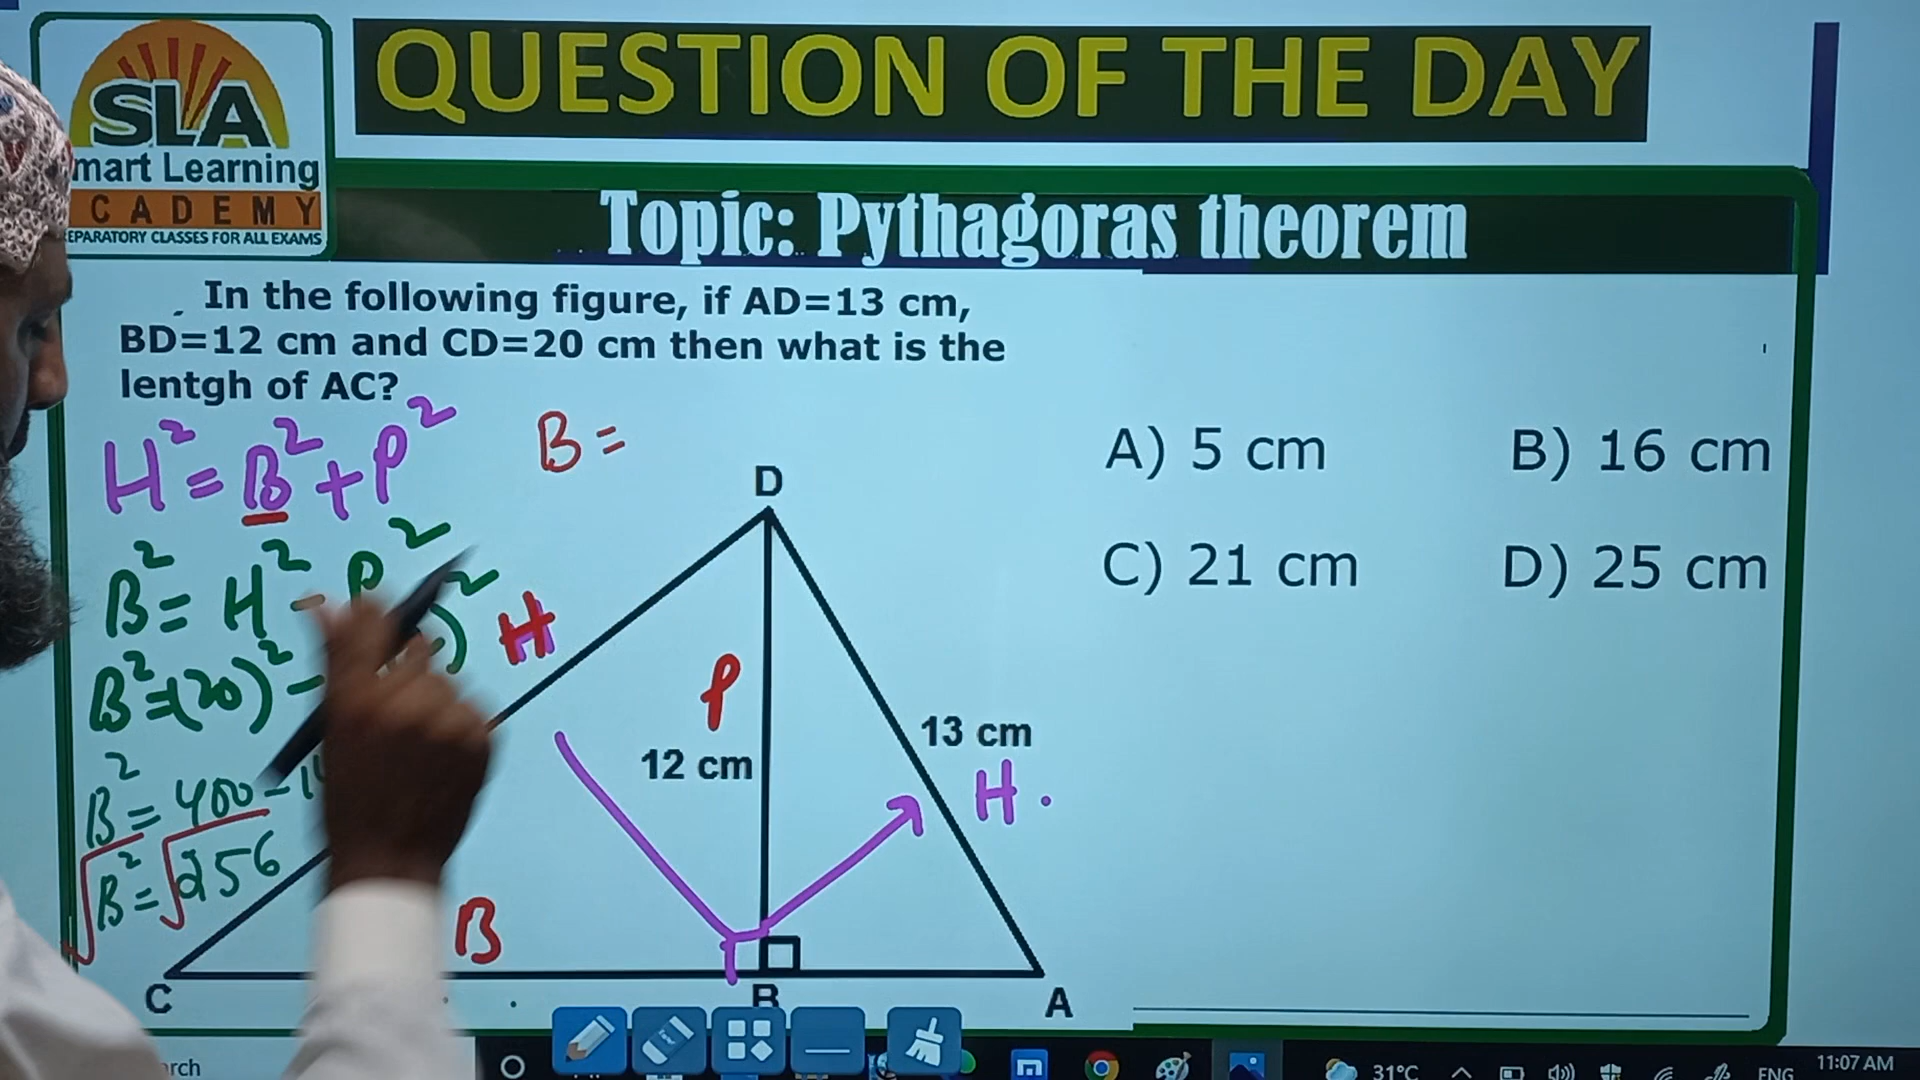 SLA
mart Learning
CADEMY
EPARATORY CLASSES FOR ALL EXAMS
QUESTION OF THE DAY
Topic: Pythagoras theorem
In the following figure, if AD=13 cm,
BD=12 cm and CD=20 cm then what is the
lentgh of AC?
A) 5 cm
B) 16 cm
C) 21 cm
D) 25 cm
H² = B² + P²
B =
B² = H² - P²
B² = (20)² -
B² = 400 - 1
√B² = √256
D
H
P
12 cm
13 cm
H.
B
C
B
A
rch
31°C
ENG
11:07 AM